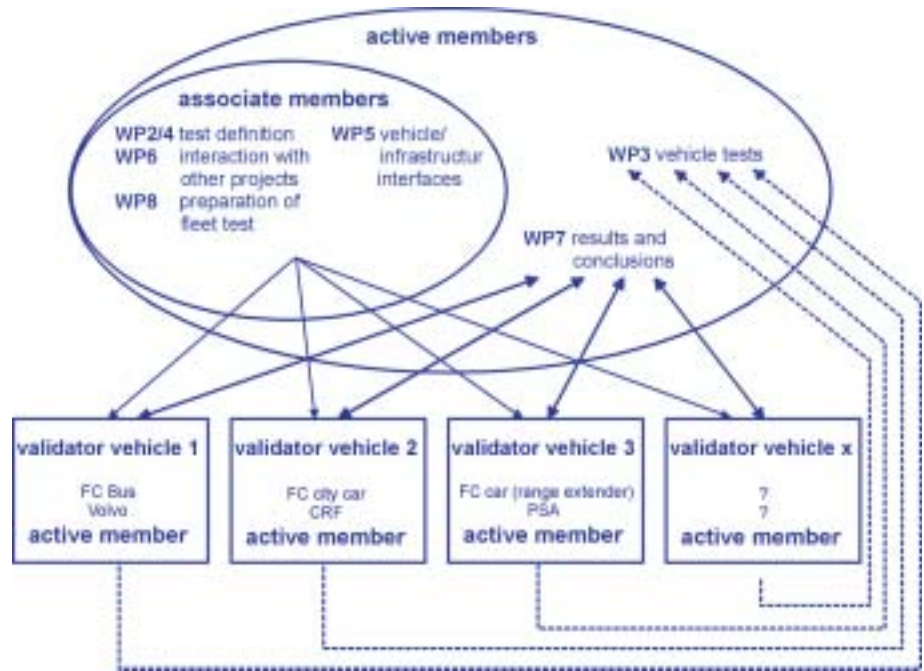 active members
associate members
WP2/4 test definition
WP6 interaction with
other projects
WP8 preparation of
fleet test
WP5 vehicle/
infrastructur
interfaces
WP3 vehicle tests
WP7 results and
conclusions
validator vehicle 1
FC Bus
Volvo
active member
validator vehicle 2
FC city car
CRF
active member
validator vehicle 3
FC car (range extender)
PSA
active member
validator vehicle x
?
?
active member